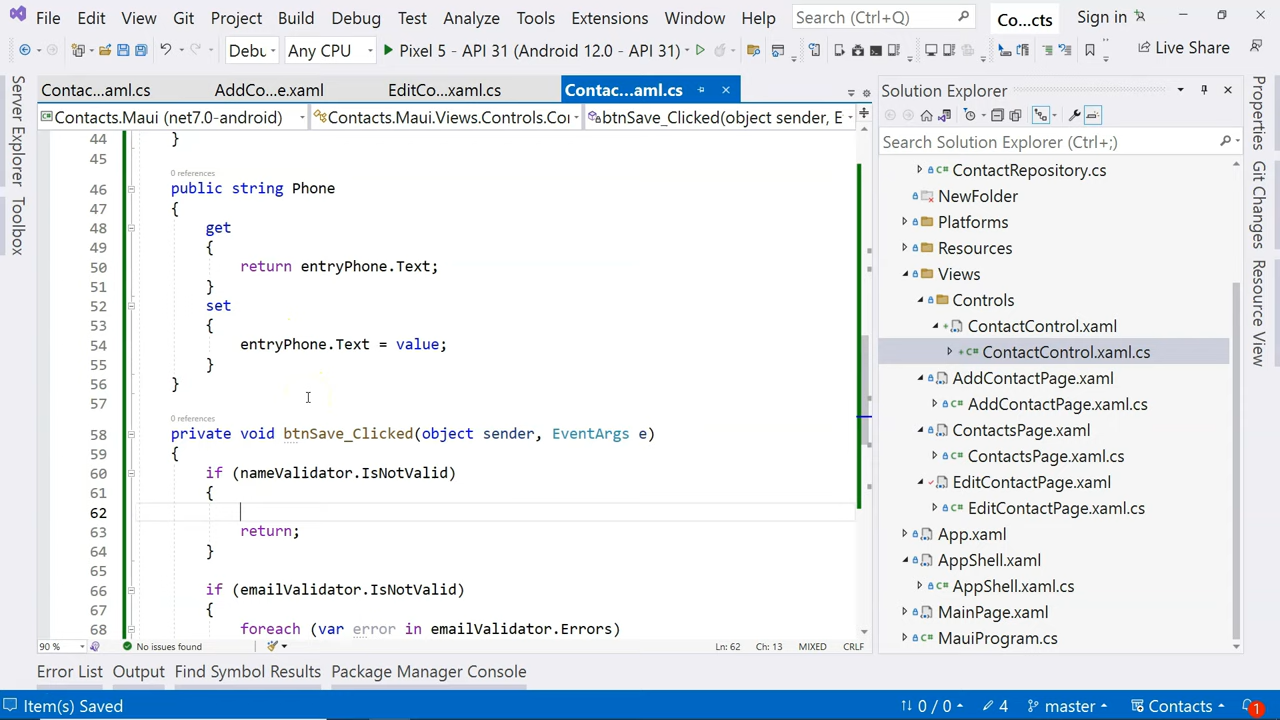 File Edit View Git Project Build Debug Test Analyze Tools Extensions Window Help Search (Ctrl+Q) Co...cts Sign in
Debu Any CPU Pixel 5 - API 31 (Android 12.0 - API 31) Live Share
Contac...aml.cs AddCo...e.xaml EditCo...xaml.cs Contac...aml.cs
Contacts.Maui (net7.0-android) Contacts.Maui.Views.Controls.Co btnSave_Clicked(object sender, E
44 }
45
0 references
46 public string Phone
47 {
48 get
49 {
50 return entryPhone.Text;
51 }
52 set
53 {
54 entryPhone.Text = value;
55 }
56 }
57
0 references
58 private void btnSave_Clicked(object sender, EventArgs e)
59 {
60 if (nameValidator.IsNotValid)
61 {
62
63 return;
64 }
65
66 if (emailValidator.IsNotValid)
67 {
68 foreach (var error in emailValidator.Errors)
90 % No issues found Ln: 62 Ch: 13 MIXED CRLF
Server Explorer
Toolbox
Solution Explorer
Search Solution Explorer (Ctrl+;)
ContactRepository.cs
NewFolder
Platforms
Resources
Views
Controls
ContactControl.xaml
ContactControl.xaml.cs
AddContactPage.xaml
AddContactPage.xaml.cs
ContactsPage.xaml
ContactsPage.xaml.cs
EditContactPage.xaml
EditContactPage.xaml.cs
App.xaml
AppShell.xaml
AppShell.xaml.cs
MainPage.xaml
MauiProgram.cs
Properties
Git Changes
Resource View
Error List Output Find Symbol Results Package Manager Console
Item(s) Saved 0 / 0 4 master Contacts 1